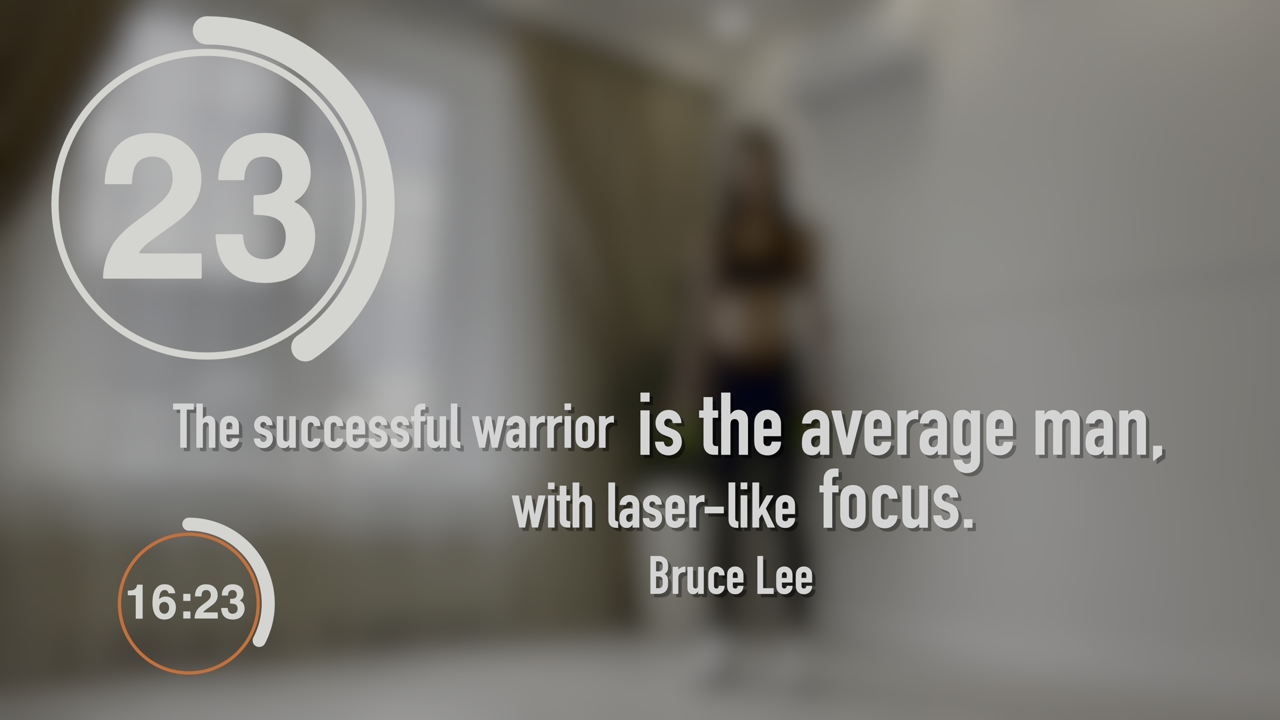 23
The successful warrior is the average man,
with laser-like focus.
Bruce Lee
16:23